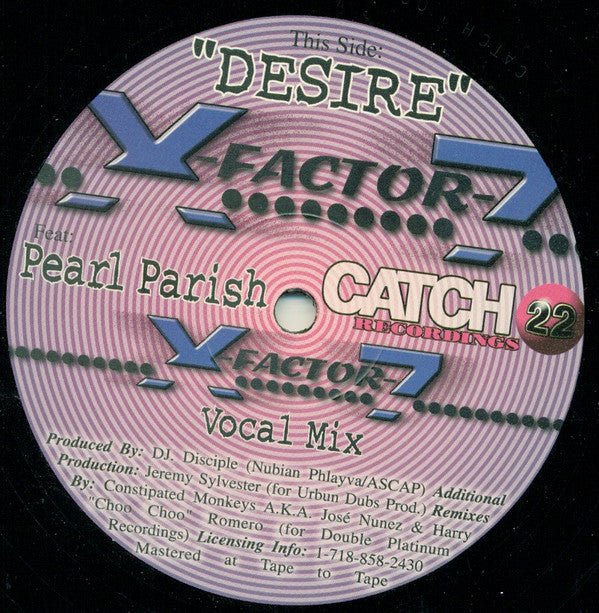 This Side:
"DESIRE"
X-FACTOR-7
Feat:
Pearl Parish
CATCH 22
RECORDINGS
X-FACTOR-7
Vocal Mix
Produced By: DJ. Disciple (Nubian Phlayva/ASCAP) Additional
Production: Jeremy Sylvester (for Urbun Dubs Prod.) Remixes
By: Constipated Monkeys A.K.A. José Nunez & Harry
"Choo Choo" Romero (for Double Platinum
Recordings) Licensing Info: 1-718-858-2430
Mastered at Tape to Tape